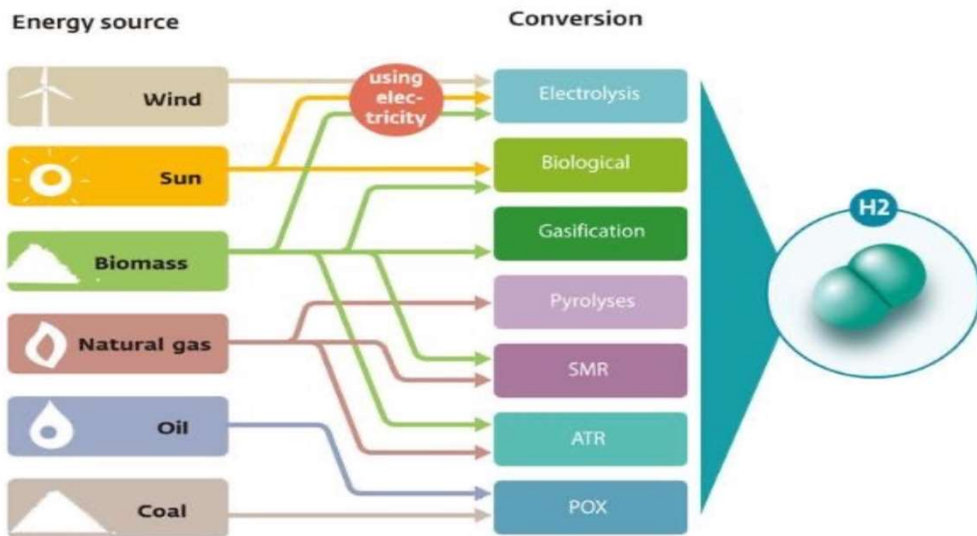 Energy source
Conversion
Wind
using
elec-
tricity
Electrolysis
Sun
Biological
Biomass
Gasification
H2
Natural gas
Pyrolyses
SMR
Oil
ATR
Coal
POX